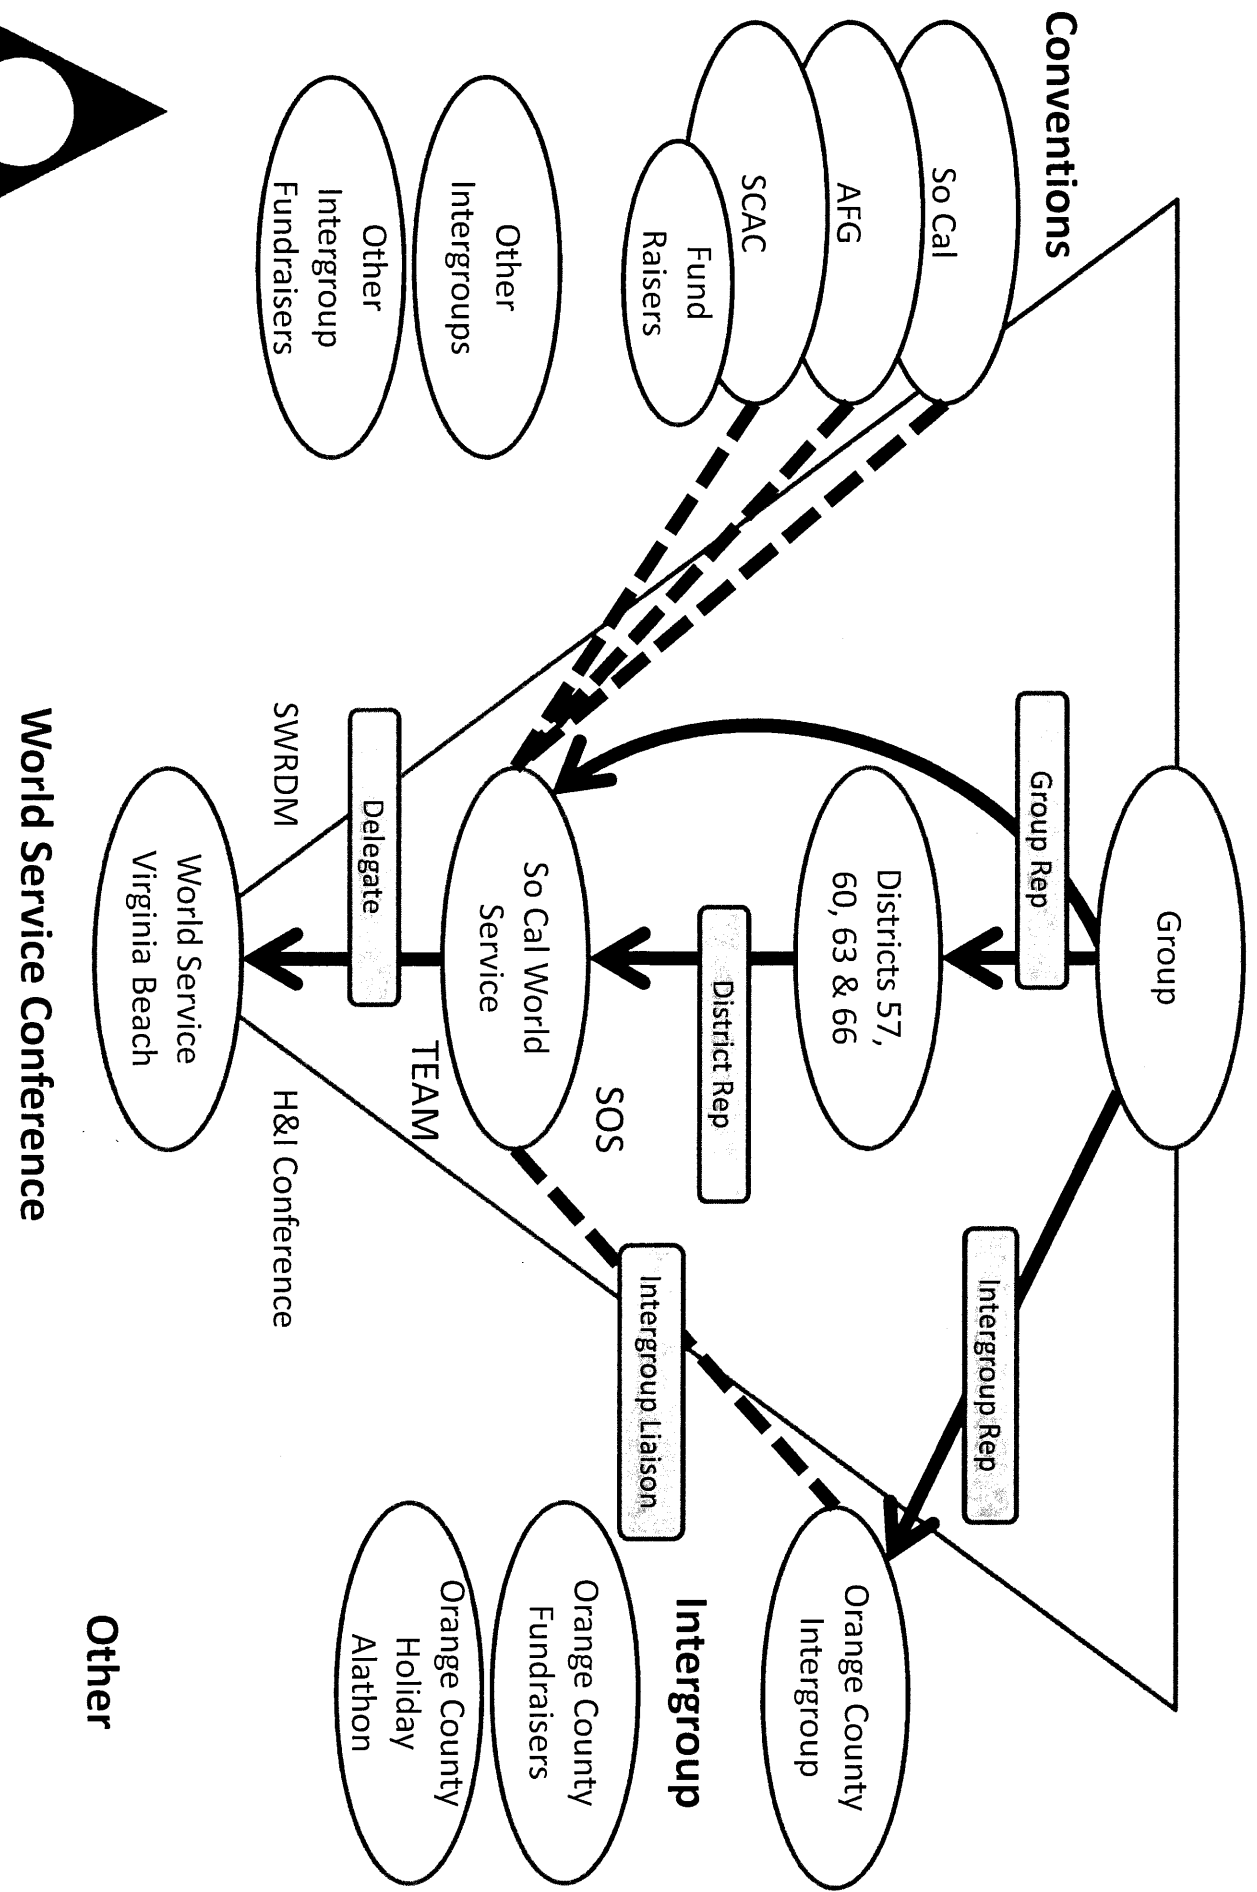 Group
Group Rep
Intergroup Rep
Conventions
So Cal
AFG
SCAC
Fund
Raisers
Districts 57,
60, 63 & 66
Orange County
Intergroup
District Rep
Intergroup Liaison
Intergroup
SOS
So Cal World
Service
TEAM
Other
Intergroups
Other
Intergroup
Fundraisers
Orange County
Fundraisers
Orange County
Holiday
Alathon
Delegate
SWRDM
H&I Conference
World Service
Virginia Beach
Other
World Service Conference